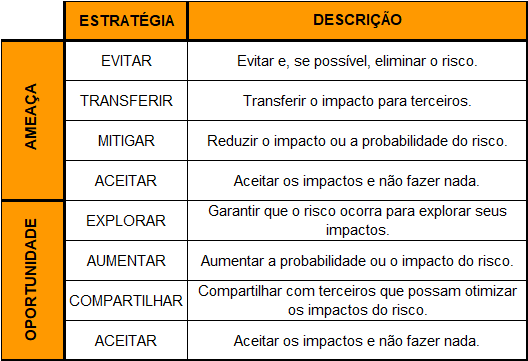 ESTRATÉGIA DESCRIÇÃO
AMEAÇA
EVITAR Evitar e, se possível, eliminar o risco.
TRANSFERIR Transferir o impacto para terceiros.
MITIGAR Reduzir o impacto ou a probabilidade do risco.
ACEITAR Aceitar os impactos e não fazer nada.
OPORTUNIDADE
EXPLORAR Garantir que o risco ocorra para explorar seus
impactos.
AUMENTAR Aumentar a probabilidade ou o impacto do risco.
COMPARTILHAR Compartilhar com terceiros que possam otimizar
os impactos do risco.
ACEITAR Aceitar os impactos e não fazer nada.